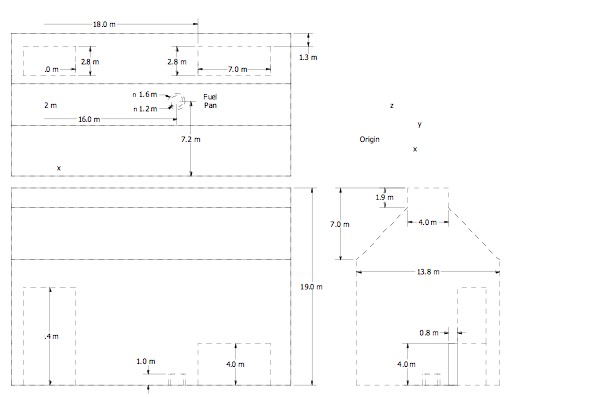 18.0 m
1.3 m
.0 m
2.8 m
2.8 m
7.0 m
n 1.6 m
n 1.2 m
Fuel
Pan
2 m
16.0 m
7.2 m
x
z
y
Origin
x
1.9 m
7.0 m
4.0 m
13.8 m
19.0 m
.4 m
1.0 m
4.0 m
0.8 m
4.0 m